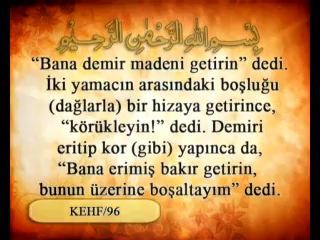 بسم الله الرحمن الرحيم
“Bana demir madeni getirin” dedi.
İki yamacın arasındaki boşluğu
(dağlarla) bir hizaya getirince,
“körükleyin!” dedi. Demiri
eritip kor (gibi) yapınca da,
“Bana erimiş bakır getirin,
bunun üzerine boşaltayım” dedi.
KEHF/96